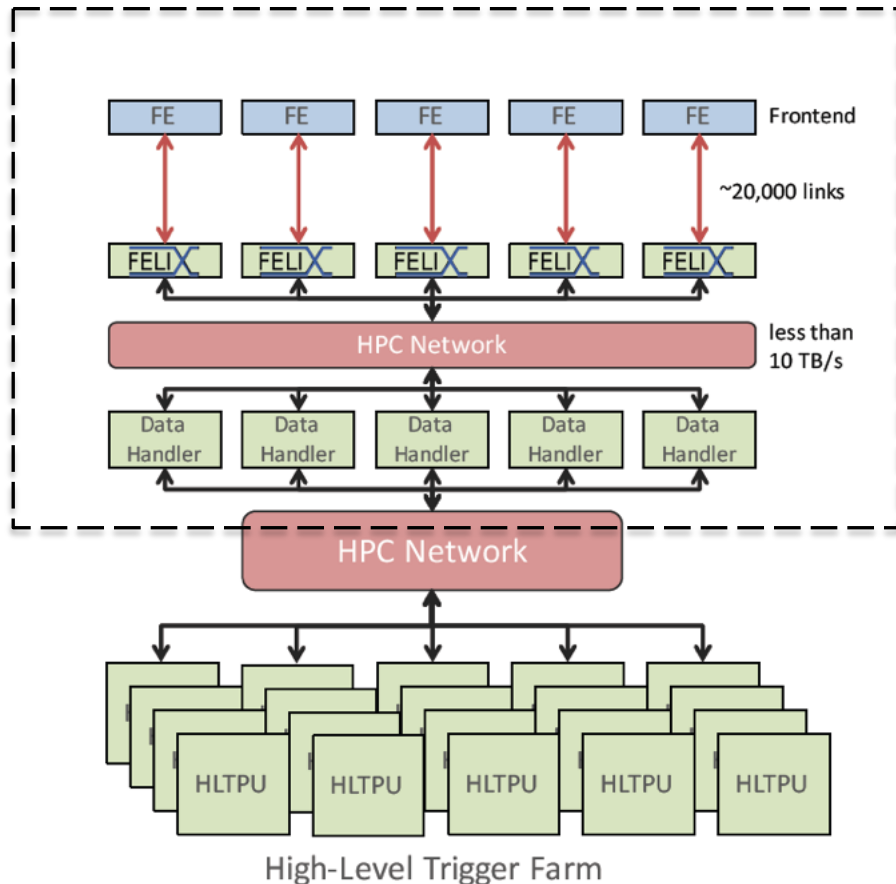 FE FE FE FE FE Frontend
~20,000 links
FELIX FELIX FELIX FELIX FELIX
HPC Network
less than
10 TB/s
Data Data Data Data Data
Handler Handler Handler Handler Handler
HPC Network
HLTPU HLTPU HLTPU HLTPU HLTPU
High-Level Trigger Farm